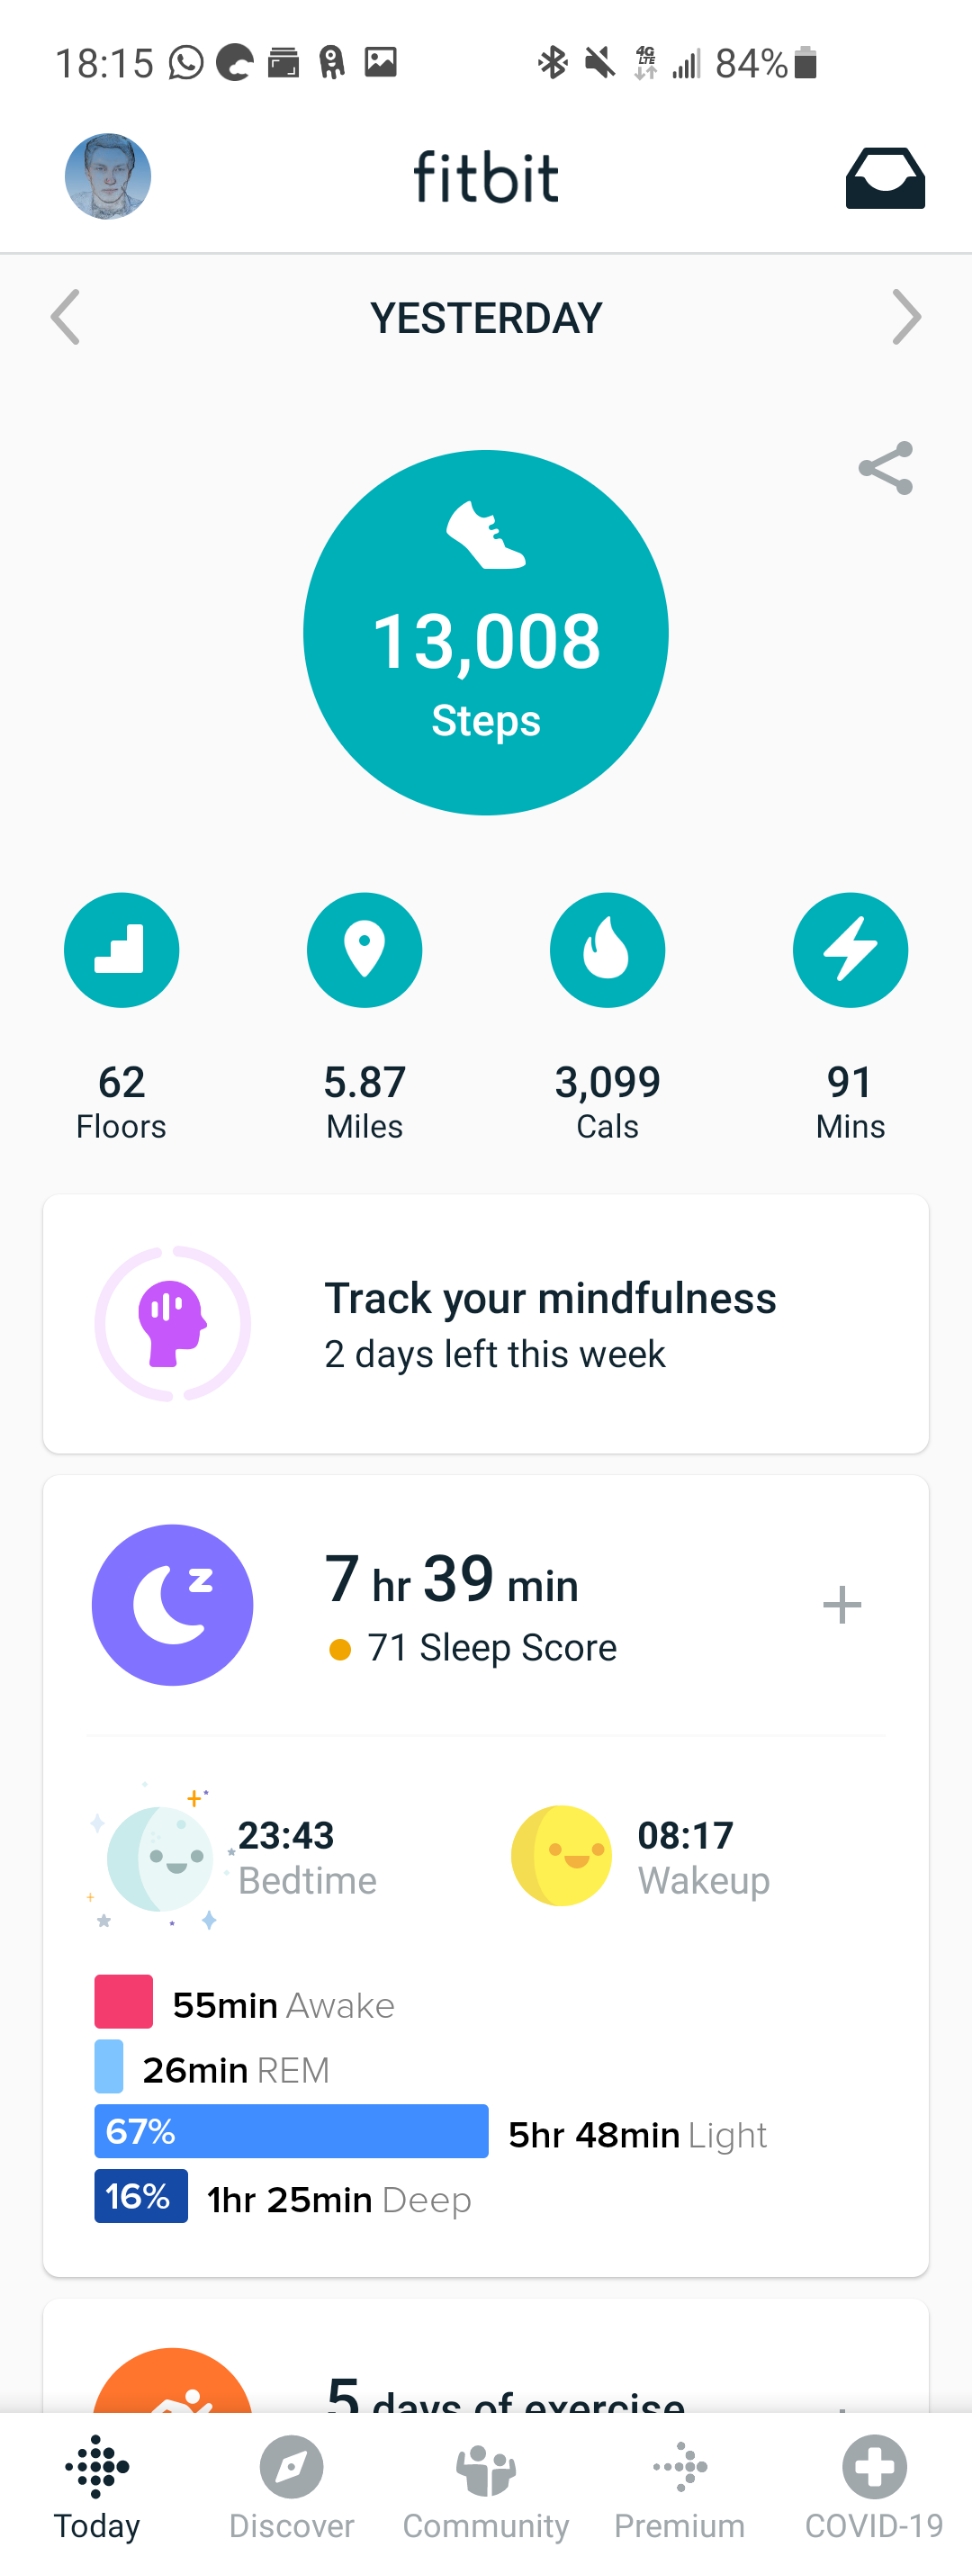 18:15 4G LTE 84%
fitbit
YESTERDAY
13,008
Steps
62 5.87 3,099 91
Floors Miles Cals Mins
Track your mindfulness
2 days left this week
7 hr 39 min
71 Sleep Score
23:43 08:17
Bedtime Wakeup
55min Awake
26min REM
67% 5hr 48min Light
16% 1hr 25min Deep
5 days of exercise
Today Discover Community Premium COVID-19